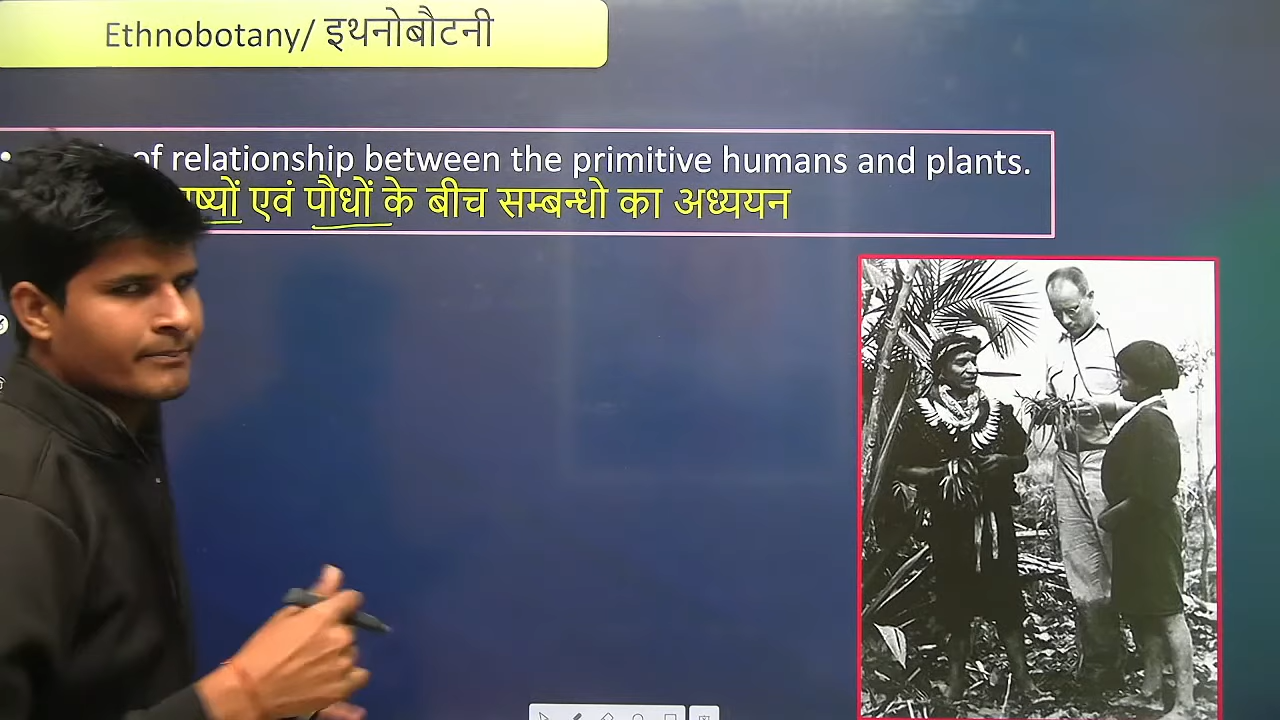 Ethnobotany/ इथनोबौटनी
of relationship between the primitive humans and plants.
एवं पौधों के बीच सम्बन्धो का अध्ययन